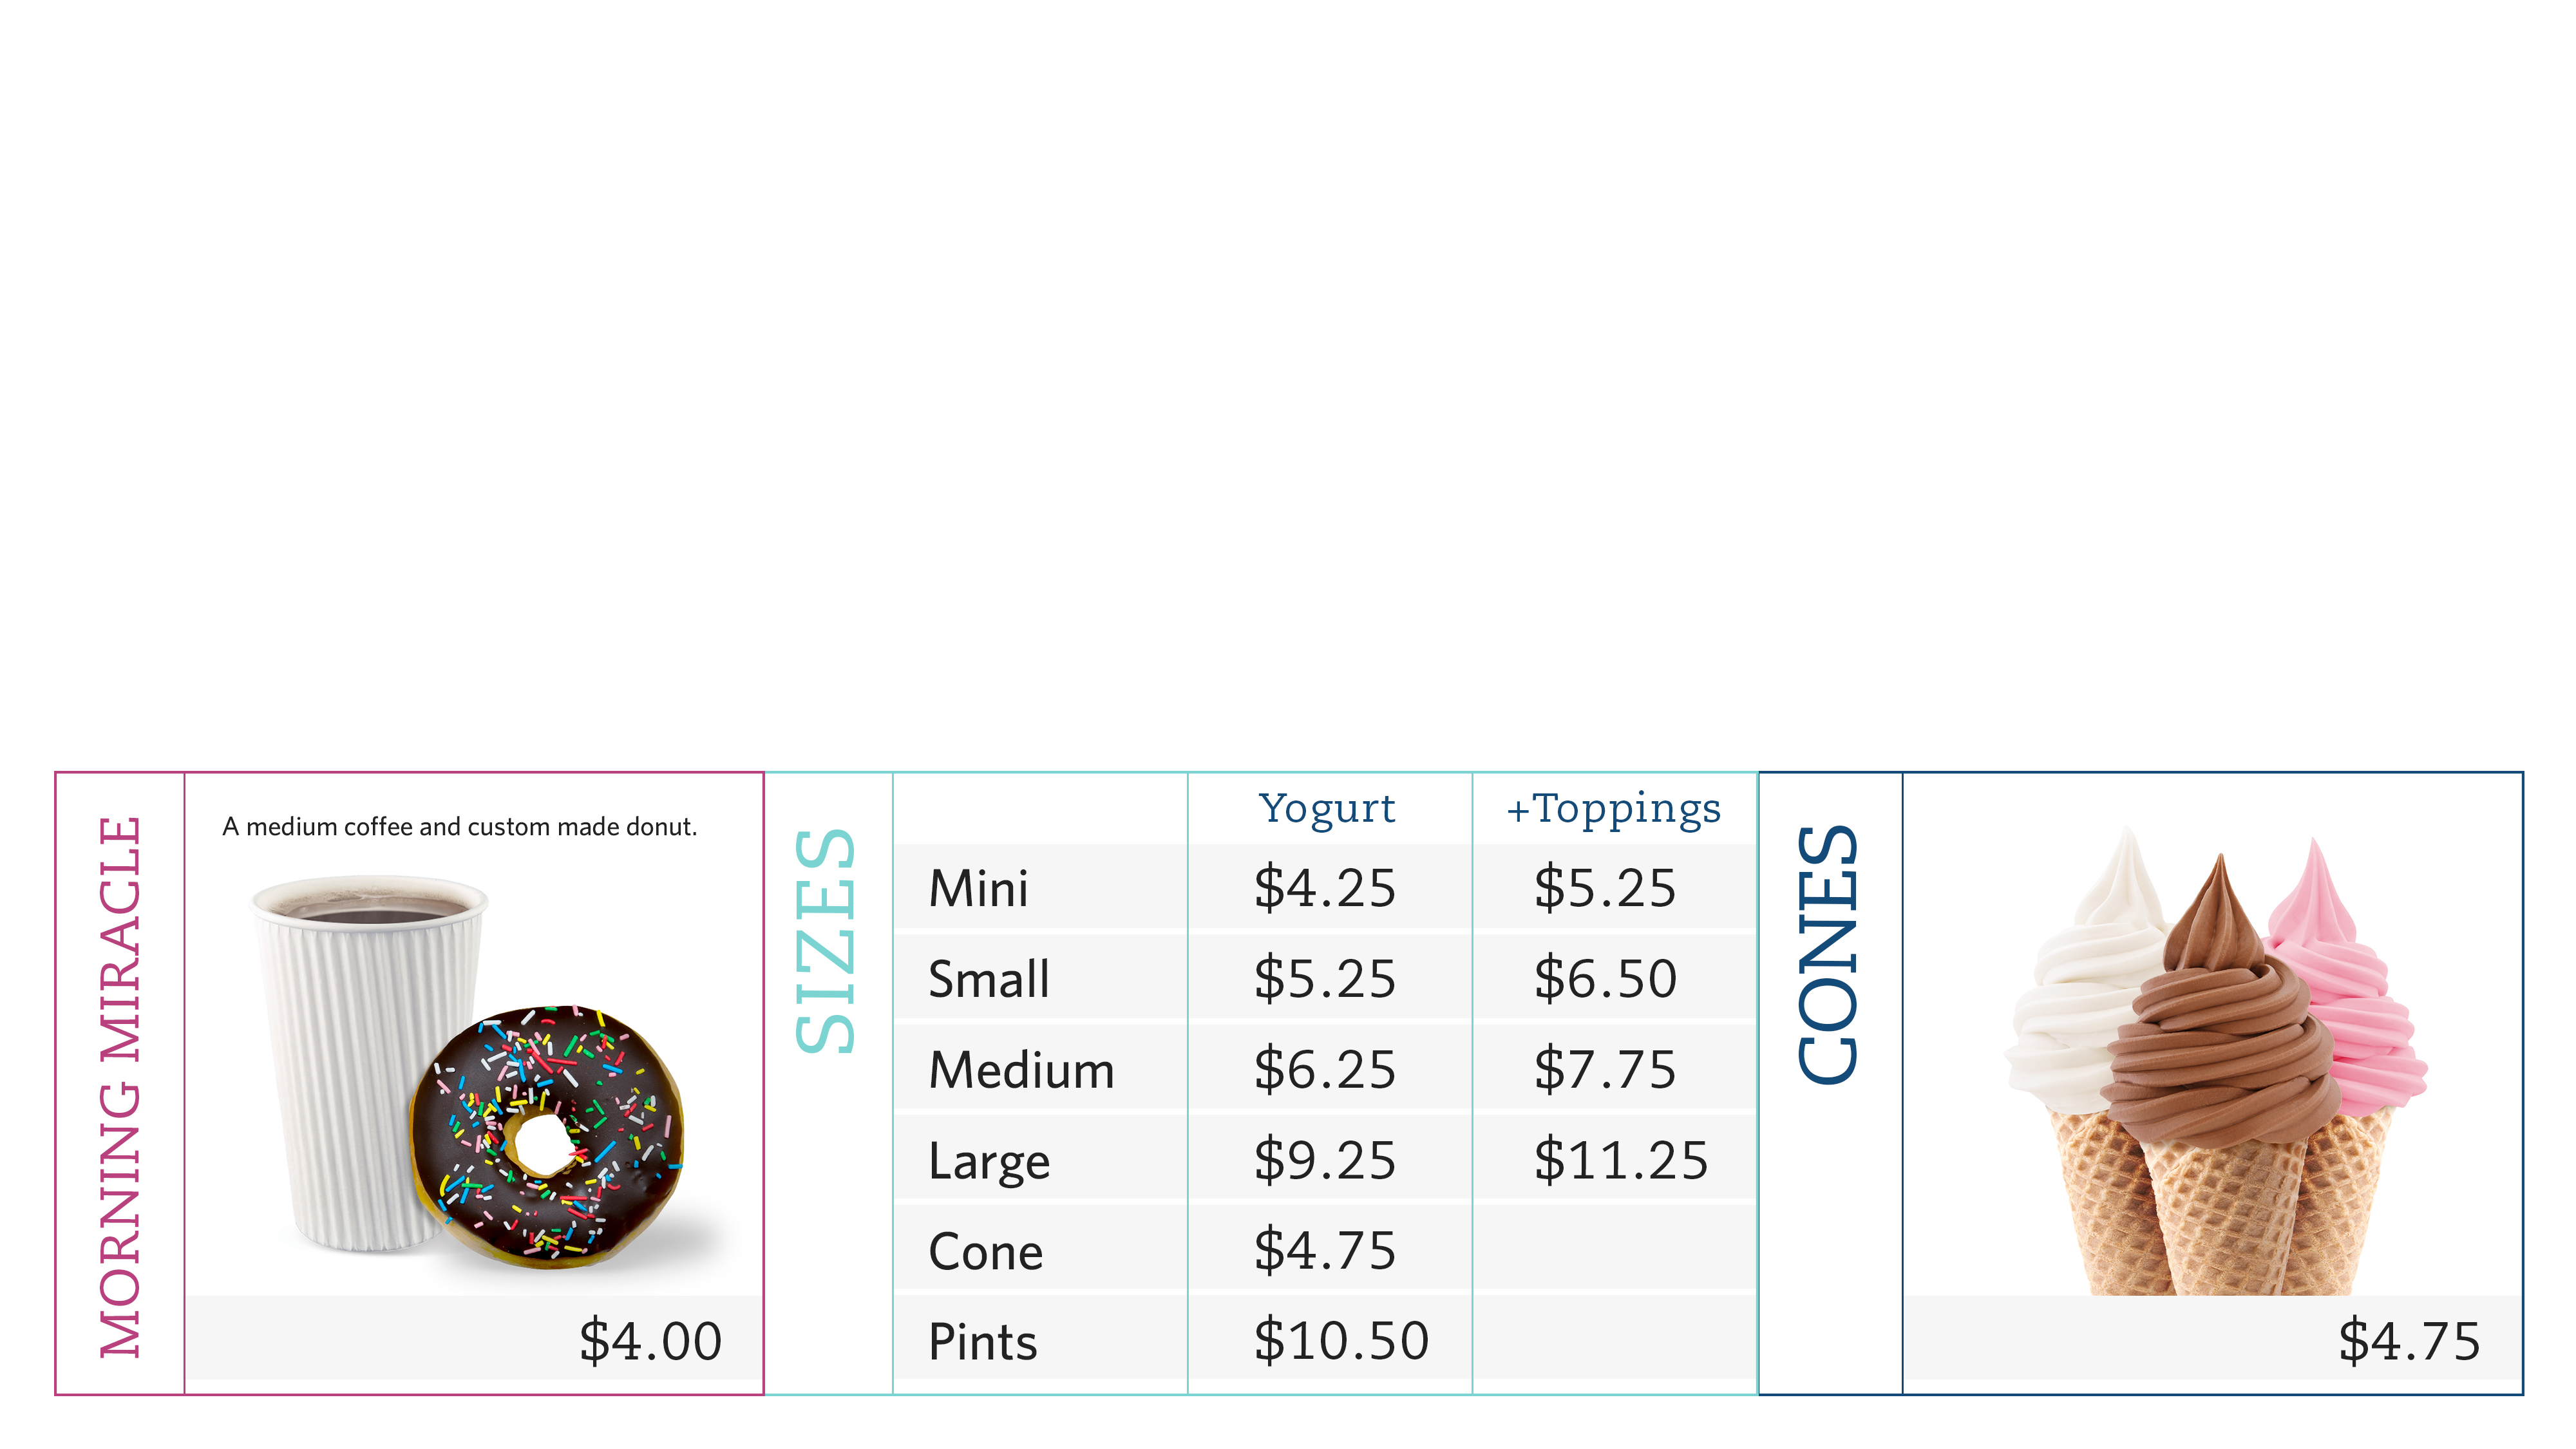 MORNING MIRACLE
A medium coffee and custom made donut.
$4.00
SIZES
Yogurt +Toppings
Mini $4.25 $5.25
Small $5.25 $6.50
Medium $6.25 $7.75
Large $9.25 $11.25
Cone $4.75
Pints $10.50
CONES
$4.75